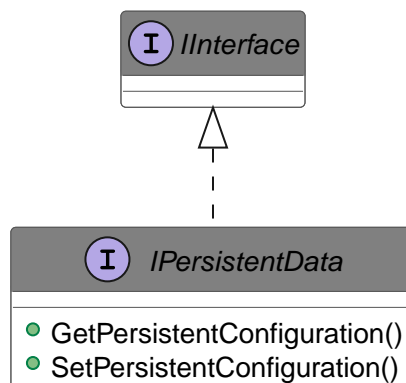 I IInterface
I IPersistentData
GetPersistentConfiguration()
SetPersistentConfiguration()